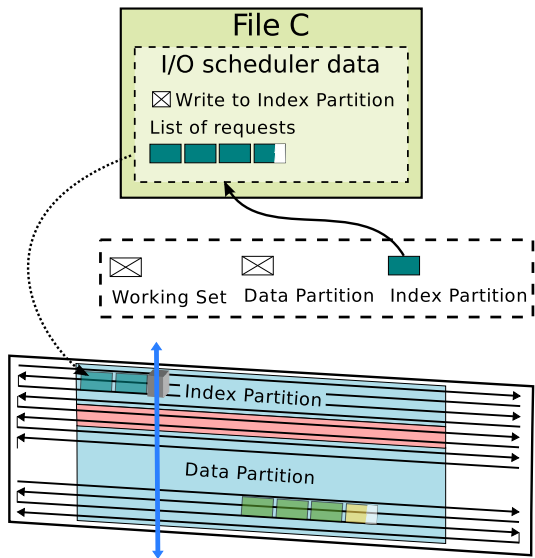 File C
I/O scheduler data
Write to Index Partition
List of requests
Working Set
Data Partition
Index Partition
Index Partition
Data Partition